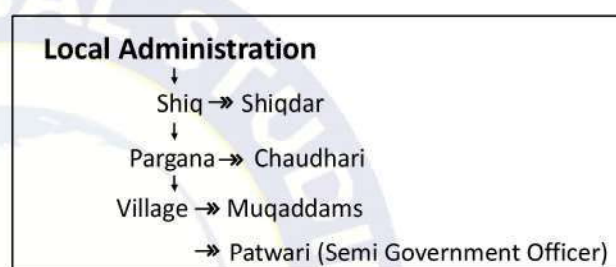 Local Administration
↓
Shiq ↠ Shiqdar
↓
Pargana ↠ Chaudhari
↓
Village ↠ Muqaddams
↠ Patwari (Semi Government Officer)